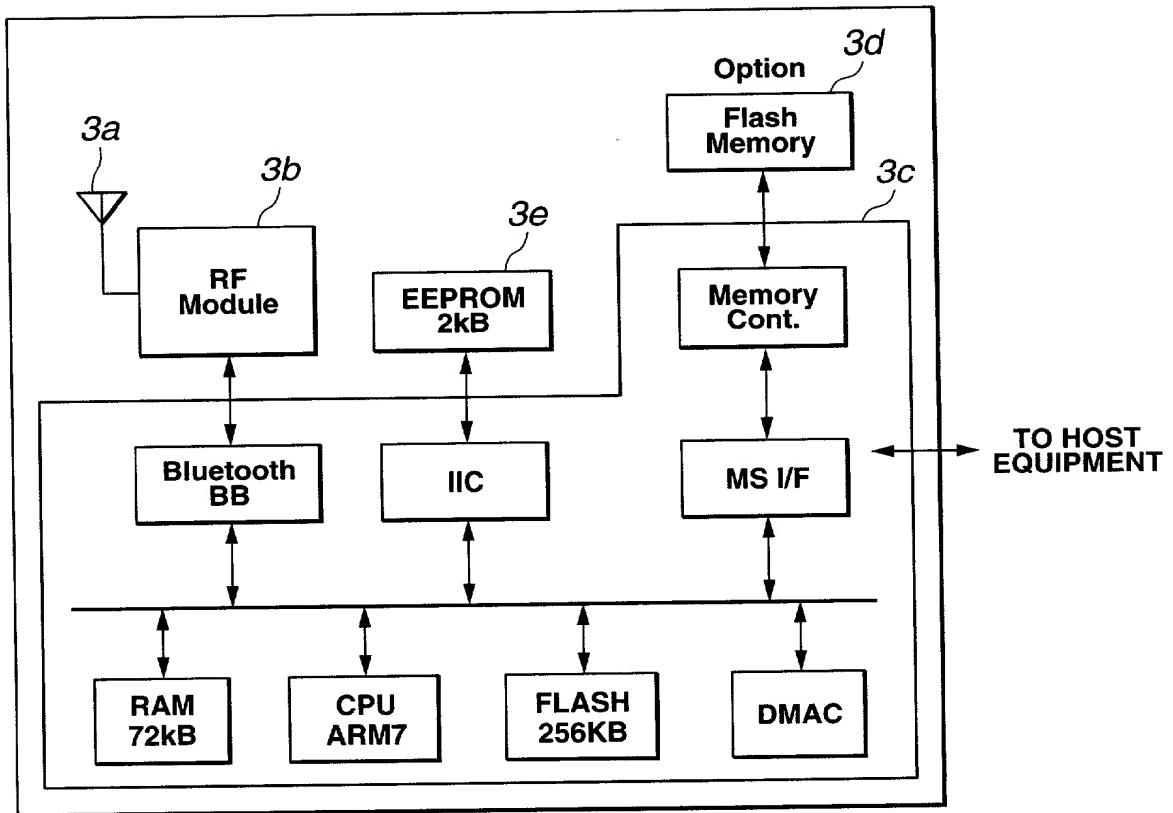 3d
Option
Flash
Memory
3a
3b
3c
3e
RF
Module
EEPROM
2kB
Memory
Cont.
Bluetooth
BB
IIC
MS I/F
TO HOST
EQUIPMENT
RAM
72kB
CPU
ARM7
FLASH
256KB
DMAC